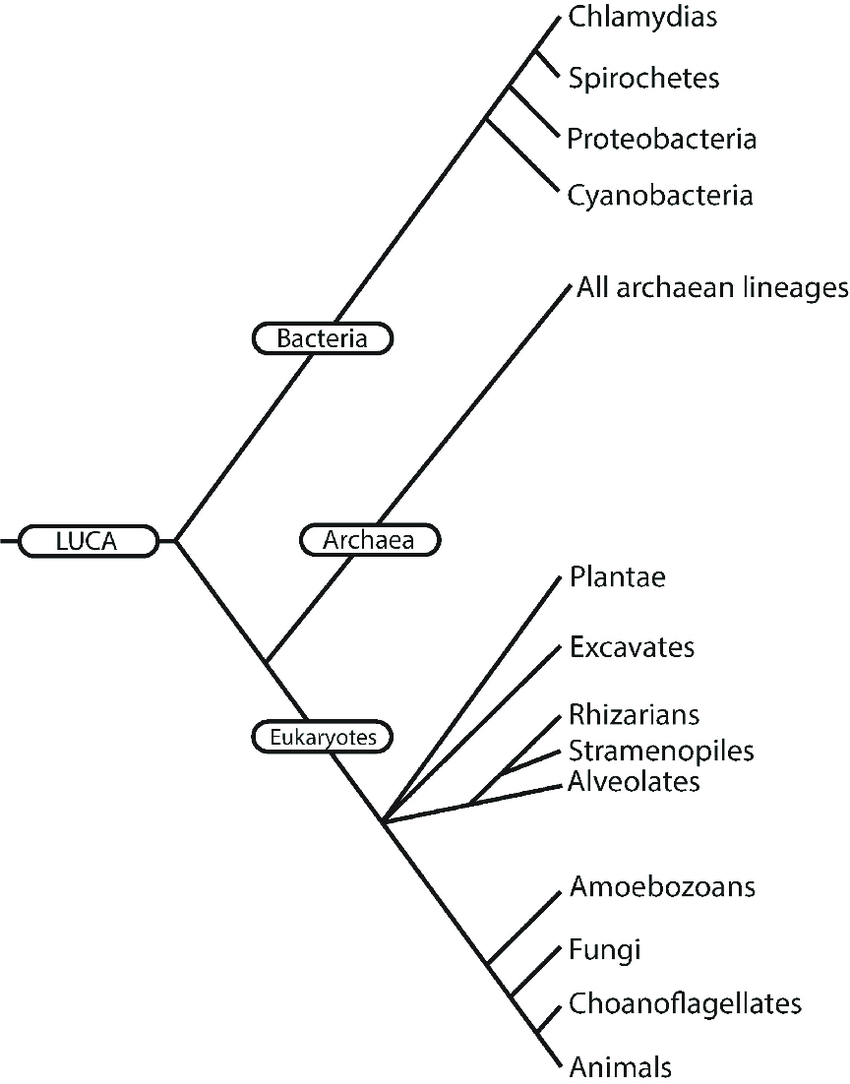 Chlamydias
Spirochetes
Proteobacteria
Cyanobacteria
All archaean lineages
Bacteria
LUCA
Archaea
Plantae
Excavates
Rhizarians
Eukaryotes
Stramenopiles
Alveolates
Amoebozoans
Fungi
Choanoflagellates
Animals